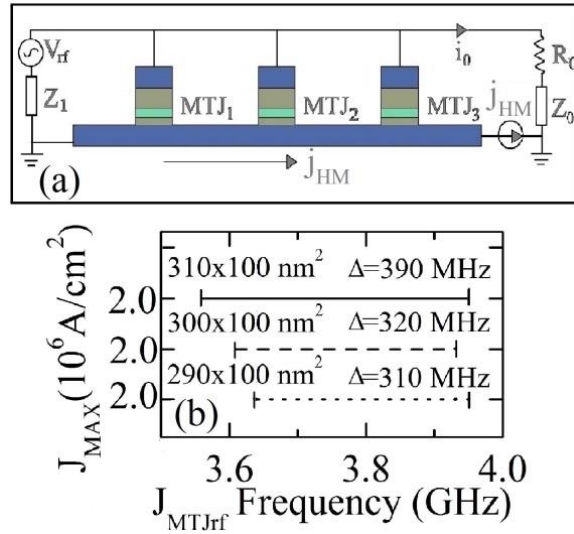 V_rf
Z_1
MTJ_1
MTJ_2
MTJ_3
i_0
R_0
j_HM
Z_0
(a)
j_HM
310x100 nm^2 Δ=390 MHz
2.0
300x100 nm^2 Δ=320 MHz
2.0
290x100 nm^2 Δ=310 MHz
2.0
(b)
J_MAX(10^6A/cm^2)
3.6 3.8 4.0
J_MTJrf Frequency (GHz)